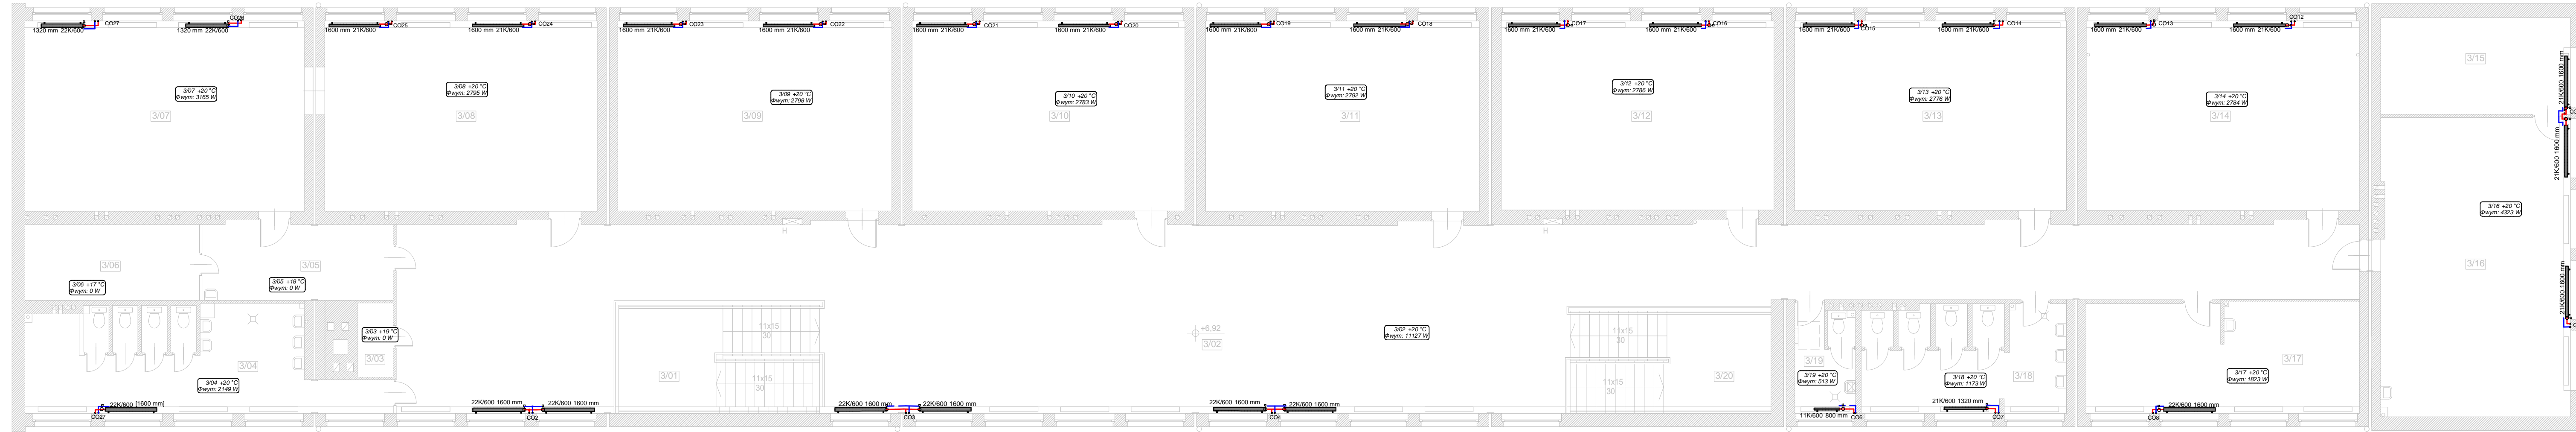 CO27
1320 mm 22K/600
CO26
1320 mm 22K/600
CO25
1600 mm 21K/600
CO24
1600 mm 21K/600
CO23
1600 mm 21K/600
CO22
1600 mm 21K/600
CO21
1600 mm 21K/600
CO20
1600 mm 21K/600
CO19
1600 mm 21K/600
CO18
1600 mm 21K/600
CO17
1600 mm 21K/600
CO16
1600 mm 21K/600
CO15
1600 mm 21K/600
CO14
1600 mm 21K/600
CO13
1600 mm 21K/600
CO12
1600 mm 21K/600
3/07 +20 °C
Φwym: 3165 W
3/07
3/08 +20 °C
Φwym: 2795 W
3/08
3/09 +20 °C
Φwym: 2798 W
3/09
3/10 +20 °C
Φwym: 2783 W
3/10
3/11 +20 °C
Φwym: 2792 W
3/11
3/12 +20 °C
Φwym: 2786 W
3/12
3/13 +20 °C
Φwym: 2776 W
3/13
3/14 +20 °C
Φwym: 2784 W
3/14
3/15
21K/600 1600 mm
21K/600 1600 mm
3/16 +20 °C
Φwym: 4323 W
3/16
21K/600 1600 mm
H
H
3/06
3/06 +17 °C
Φwym: 0 W
3/05
3/05 +18 °C
Φwym: 0 W
3/03 +19 °C
Φwym: 0 W
3/03
3/04
3/04 +20 °C
Φwym: 2149 W
3/01
11x15
30
11x15
30
+6,92
3/02
3/02 +20 °C
Φwym: 11127 W
11x15
30
11x15
30
3/20
3/19
3/19 +20 °C
Φwym: 513 W
3/18 +20 °C
Φwym: 1173 W
3/18
3/17
3/17 +20 °C
Φwym: 1823 W
22K/600 [1600 mm]
CO27
22K/600 1600 mm
22K/600 1600 mm
CO2
22K/600 1600 mm
22K/600 1600 mm
CO3
22K/600 1600 mm
22K/600 1600 mm
CO4
11K/600 800 mm
CO6
21K/600 1320 mm
CO7
22K/600 1600 mm
CO8